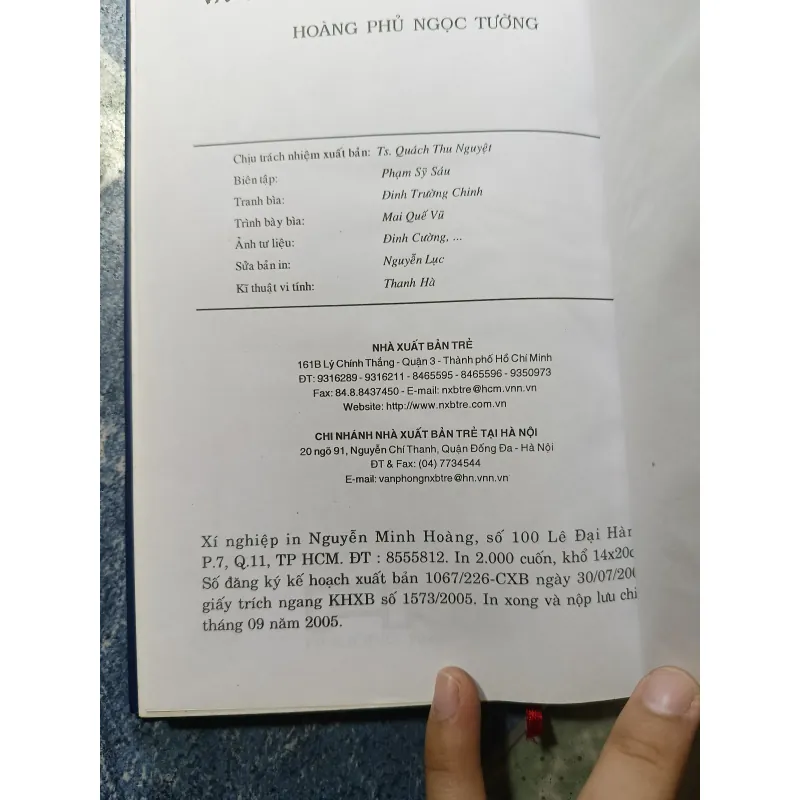 HOÀNG PHỦ NGỌC TƯỜNG
Chịu trách nhiệm xuất bản: Ts. Quách Thu Nguyệt
Biên tập: Phạm Sỹ Sáu
Tranh bìa: Đinh Trường Chinh
Trình bày bìa: Mai Quế Vũ
Ảnh tư liệu: Đinh Cường, ...
Sửa bản in: Nguyễn Lục
Kĩ thuật vi tính: Thanh Hà
NHÀ XUẤT BẢN TRẺ
161B Lý Chính Thắng - Quận 3 - Thành phố Hồ Chí Minh
ĐT: 9316289 - 9316211 - 8465595 - 8465596 - 9350973
Fax: 84.8.8437450 - E-mail: nxbtre@hcm.vnn.vn
Website: http://www.nxbtre.com.vn
CHI NHÁNH NHÀ XUẤT BẢN TRẺ TẠI HÀ NỘI
20 ngõ 91, Nguyễn Chí Thanh, Quận Đống Đa - Hà Nội
ĐT & Fax: (04) 7734544
E-mail: vanphongnxbtre@hn.vnn.vn
Xí nghiệp in Nguyễn Minh Hoàng, số 100 Lê Đại
P.7, Q.11, TP HCM. ĐT : 8555812. In 2.000 cuốn, khổ
Số đăng ký kế hoạch xuất bản 1067/226-CXB ngày
giấy trích ngang KHXB số 1573/2005. In xong và nộp lưu
tháng 09 năm 2005.